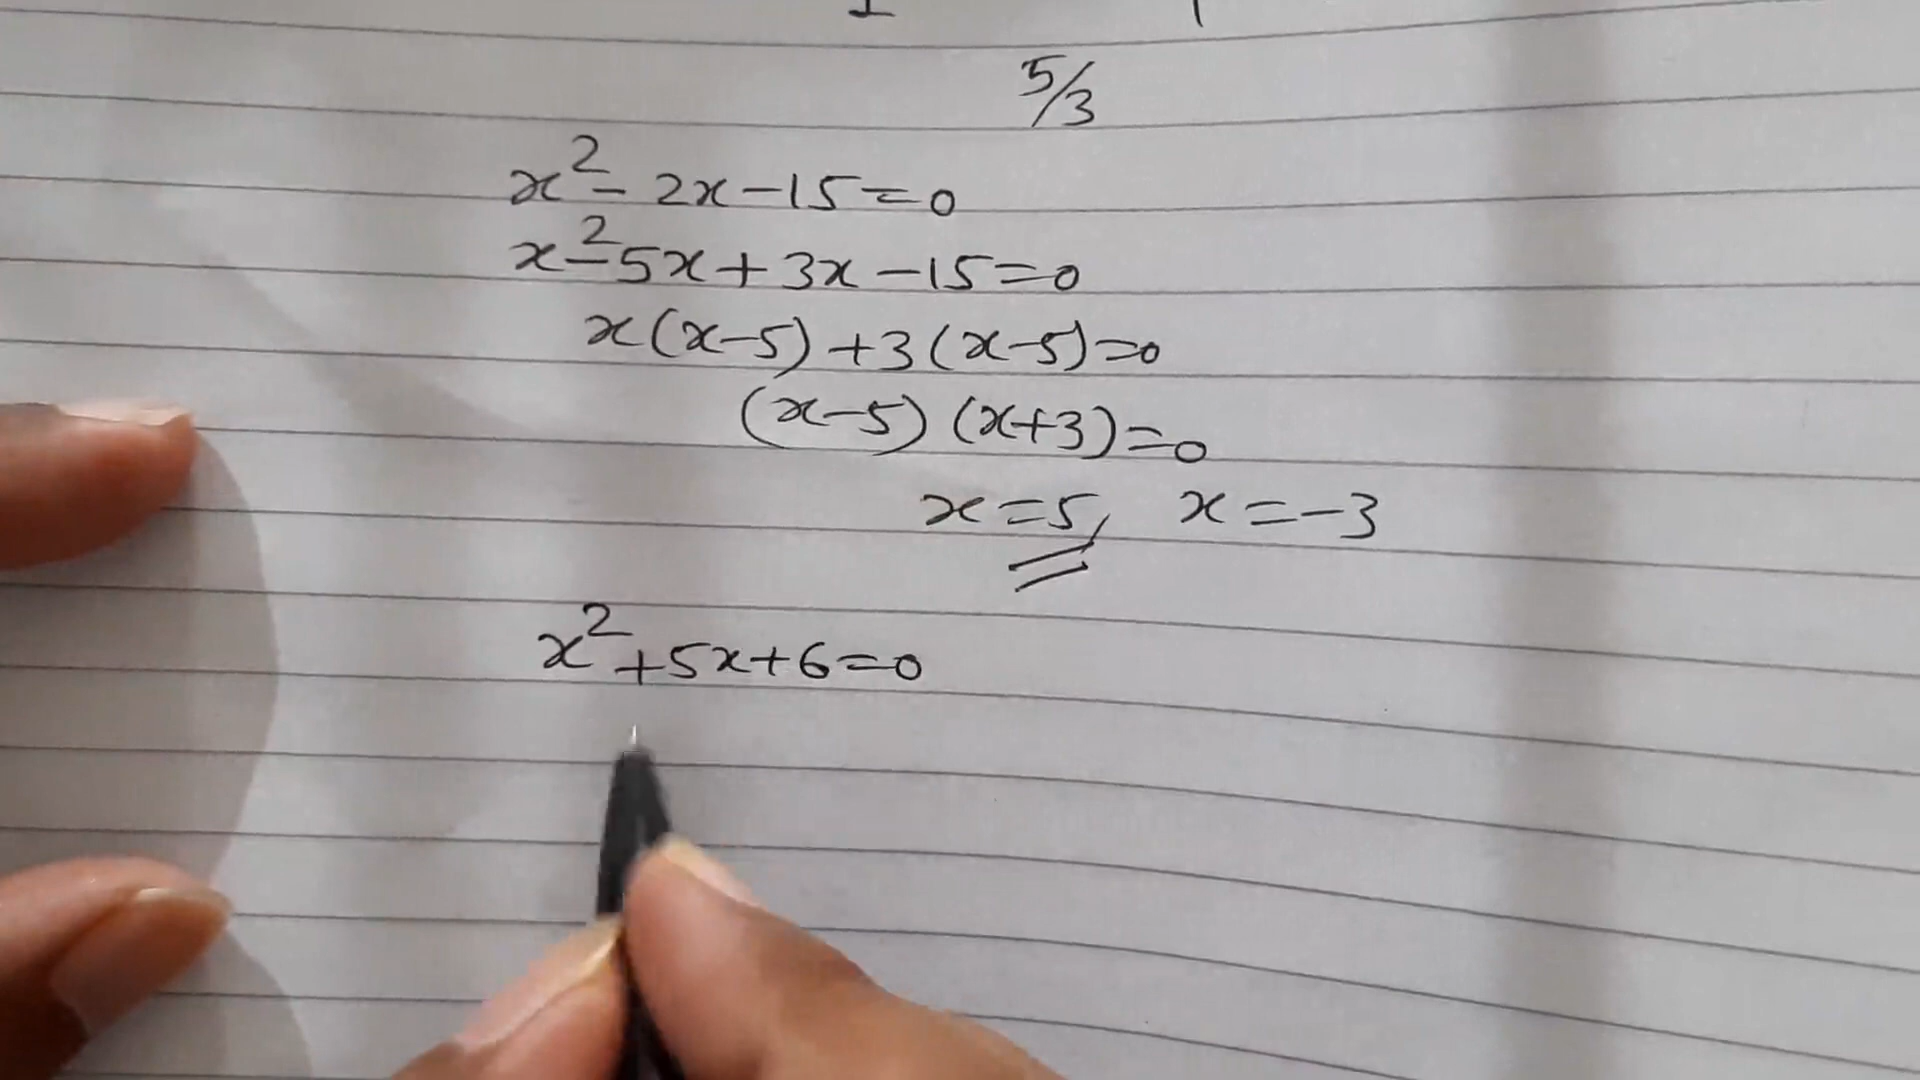 5/3
x² - 2x - 15 = 0
x² - 5x + 3x - 15 = 0
x(x-5) + 3(x-5) = 0
(x-5) (x+3) = 0
x = 5, x = -3
x² + 5x + 6 = 0